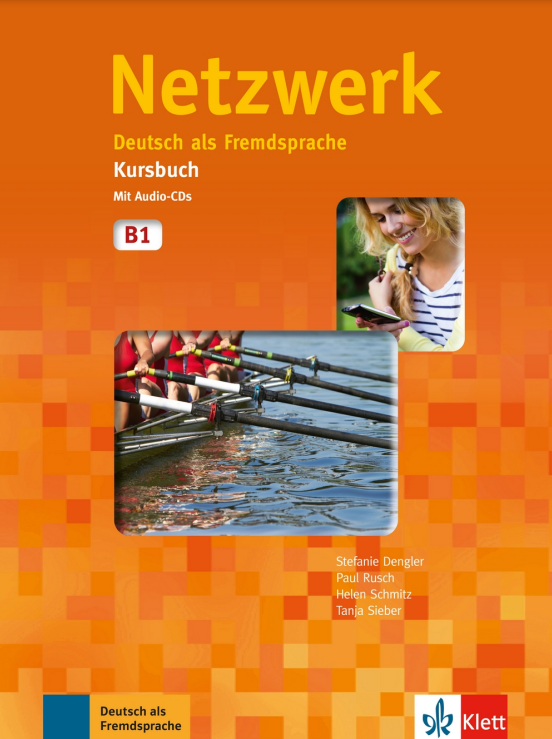 Netzwerk
Deutsch als Fremdsprache
Kursbuch
Mit Audio-CDs
B1
Stefanie Dengler
Paul Rusch
Helen Schmitz
Tanja Sieber
Deutsch als
Fremdsprache
Klett